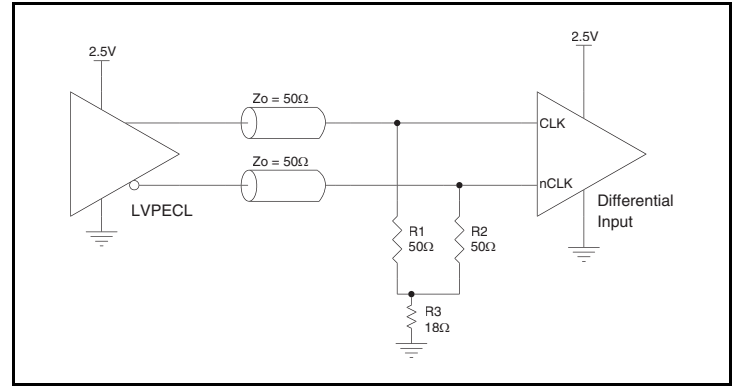 2.5V
2.5V
Zo = 50Ω
CLK
Zo = 50Ω
nCLK
LVPECL
Differential
Input
R1
50Ω
R2
50Ω
R3
18Ω